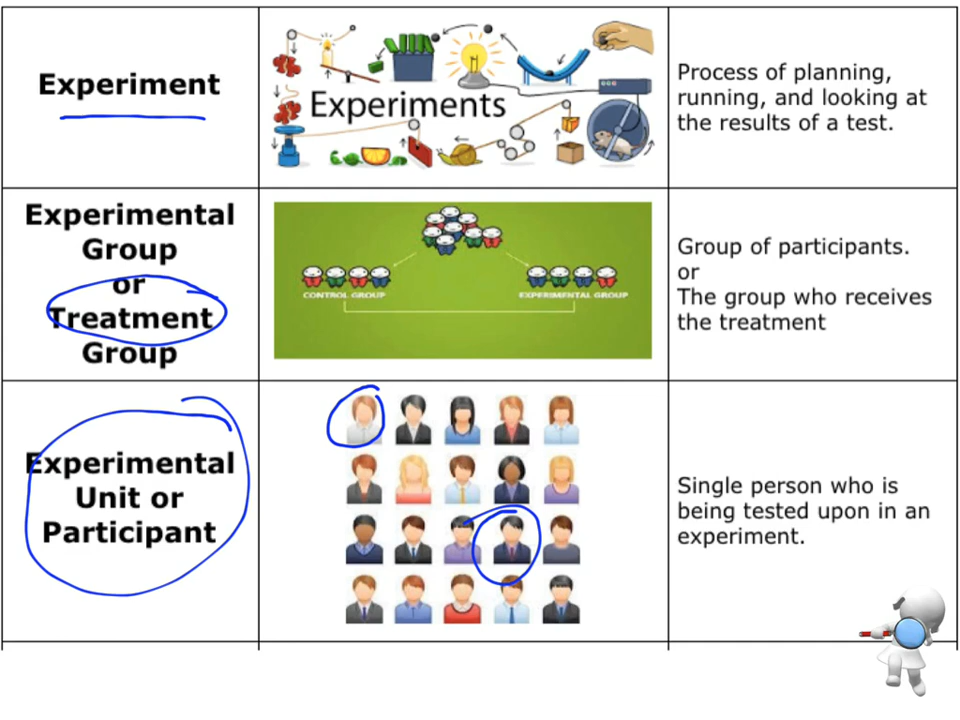 Experiment
Experiments
Process of planning,
running, and looking at
the results of a test.
Experimental
Group
or
Treatment
Group
CONTROL GROUP
EXPERIMENTAL GROUP
Group of participants.
or
The group who receives
the treatment
Experimental
Unit or
Participant
Single person who is
being tested upon in an
experiment.